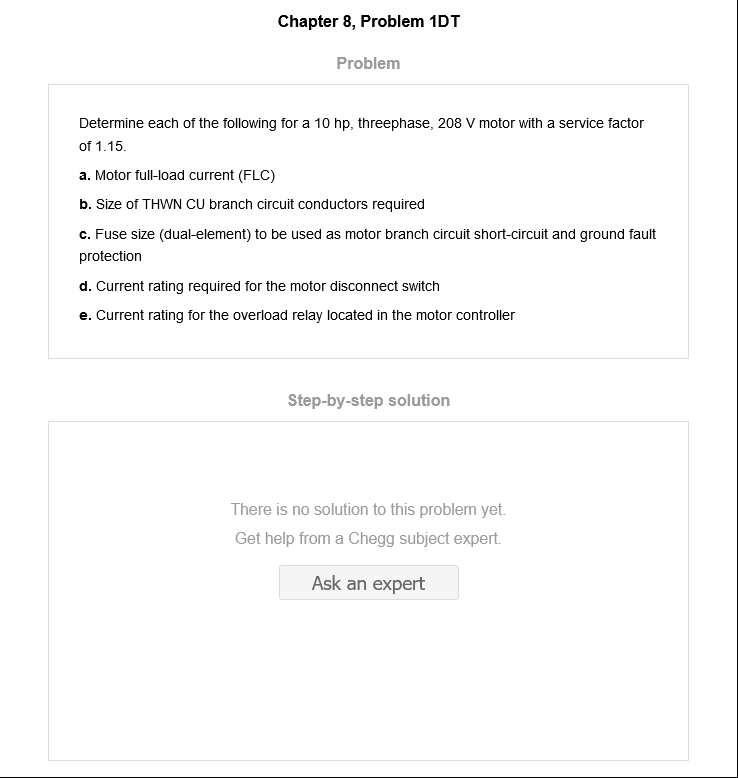 Chapter 8, Problem 1DT
Problem
Determine each of the following for a 10 hp, threephase, 208 V motor with a service factor
of 1.15.
a. Motor full-load current (FLC)
b. Size of THWN CU branch circuit conductors required
c. Fuse size (dual-element) to be used as motor branch circuit short-circuit and ground fault
protection
d. Current rating required for the motor disconnect switch
e. Current rating for the overload relay located in the motor controller
Step-by-step solution
There is no solution to this problem yet.
Get help from a Chegg subject expert.
Ask an expert